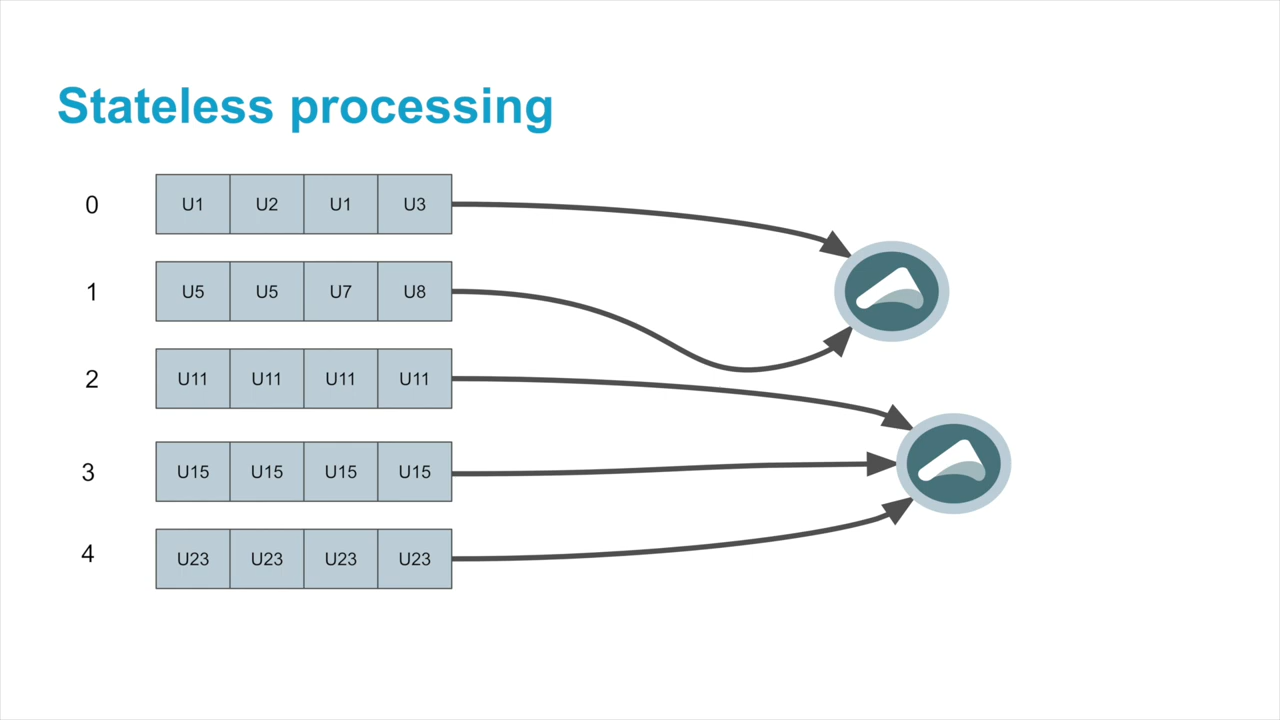 Stateless processing
0 U1 U2 U1 U3
1 U5 U5 U7 U8
2 U11 U11 U11 U11
3 U15 U15 U15 U15
4 U23 U23 U23 U23